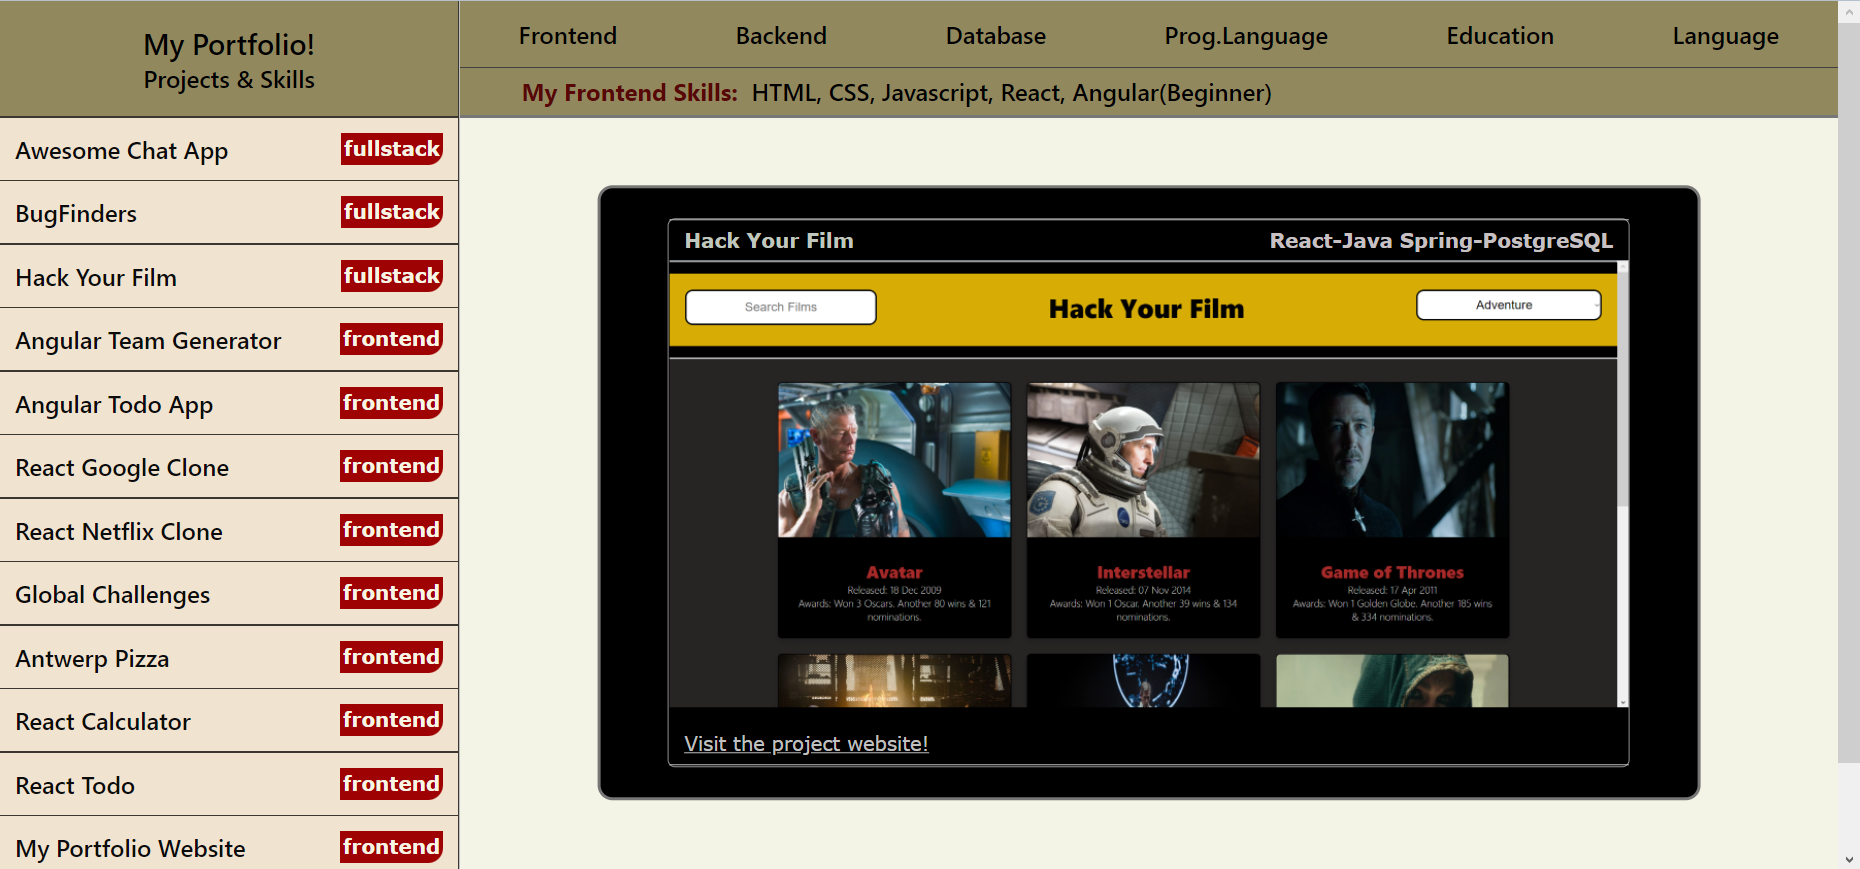 My Portfolio!
Projects & Skills
Frontend Backend Database Prog.Language Education Language
My Frontend Skills: HTML, CSS, Javascript, React, Angular(Beginner)
Awesome Chat App fullstack
BugFinders fullstack
Hack Your Film fullstack
Angular Team Generator frontend
Angular Todo App frontend
React Google Clone frontend
React Netflix Clone frontend
Global Challenges frontend
Antwerp Pizza frontend
React Calculator frontend
React Todo frontend
My Portfolio Website frontend
Hack Your Film React-Java Spring-PostgreSQL
Search Films Hack Your Film Adventure
Avatar
Released: 18 Dec 2009
Awards: Won 3 Oscars. Another 80 wins & 121
nominations.
Interstellar
Released: 07 Nov 2014
Awards: Won 1 Oscar. Another 39 wins & 134
nominations.
Game of Thrones
Released: 17 Apr 2011
Awards: Won 1 Golden Globe. Another 185 wins
& 334 nominations.
Visit the project website!